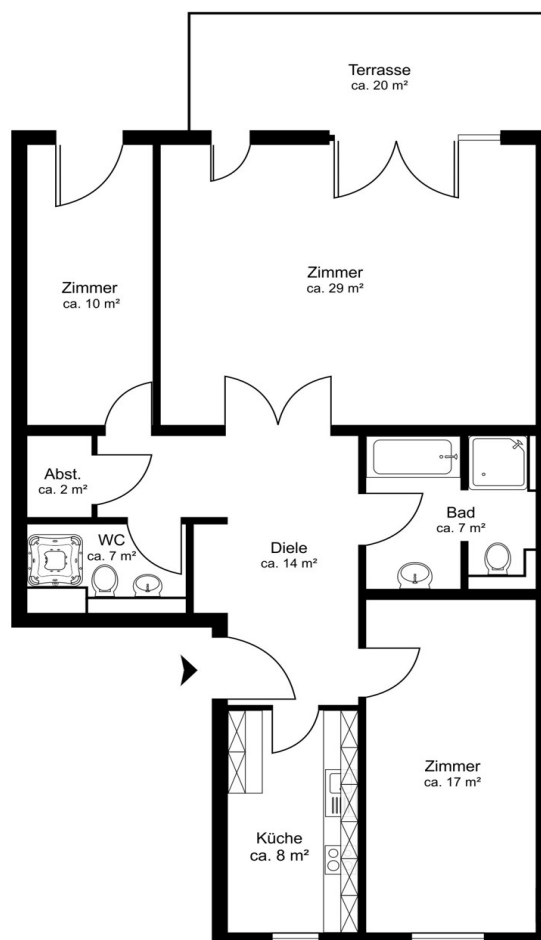 Terrasse
ca. 20 m²
Zimmer
ca. 10 m²
Zimmer
ca. 29 m²
Abst.
ca. 2 m²
WC
ca. 7 m²
Diele
ca. 14 m²
Bad
ca. 7 m²
Zimmer
ca. 17 m²
Küche
ca. 8 m²